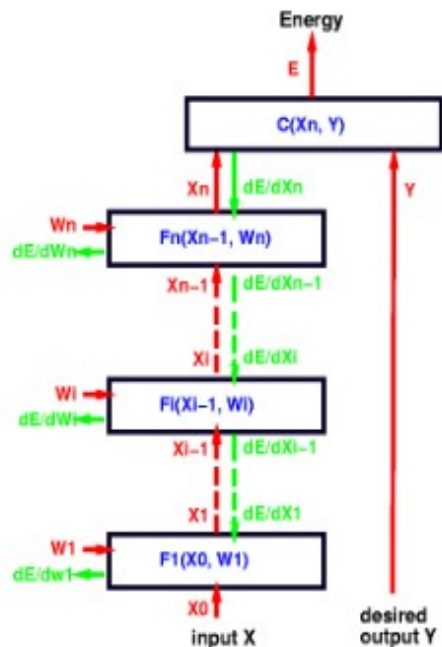 Energy
E
C(Xn, Y)
Xn
dE/dXn
Y
Wn
dE/dWn
Fn(Xn-1, Wn)
Xn-1
dE/dXn-1
Xi
dE/dXi
Wi
dE/dWi
Fi(Xi-1, Wi)
Xi-1
dE/dXi-1
X1
dE/dX1
W1
dE/dw1
F1(X0, W1)
X0
input X
desired
output Y